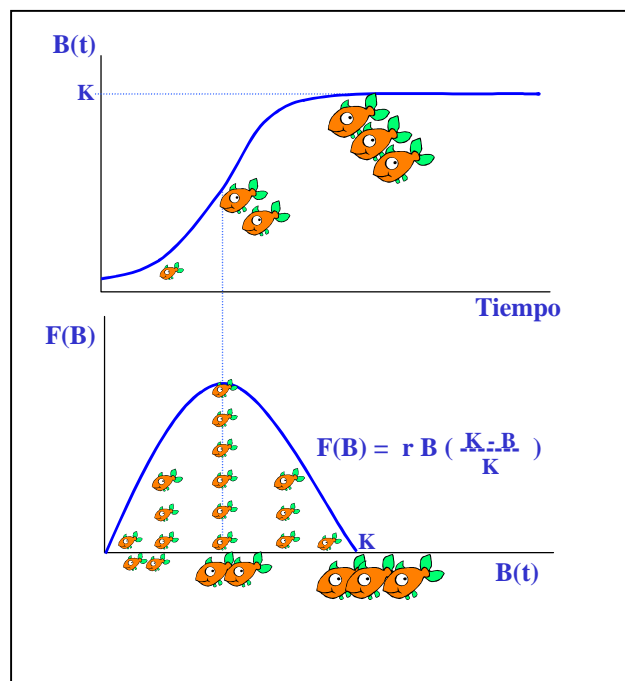 B(t)
K
Tiempo
F(B)
F(B) = r B ( K - B / K )
K
B(t)